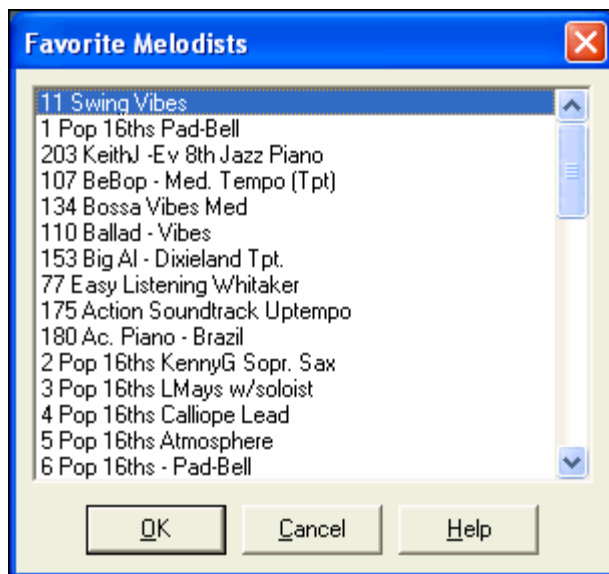 Favorite Melodists
11 Swing Vibes
1 Pop 16ths Pad-Bell
203 KeithJ -Ev 8th Jazz Piano
107 BeBop - Med. Tempo (Tpt)
134 Bossa Vibes Med
110 Ballad - Vibes
153 Big Al - Dixieland Tpt.
77 Easy Listening Whitaker
175 Action Soundtrack Uptempo
180 Ac. Piano - Brazil
2 Pop 16ths KennyG Sopr. Sax
3 Pop 16ths LMays w/soloist
4 Pop 16ths Calliope Lead
5 Pop 16ths Atmosphere
6 Pop 16ths - Pad-Bell
OK Cancel Help